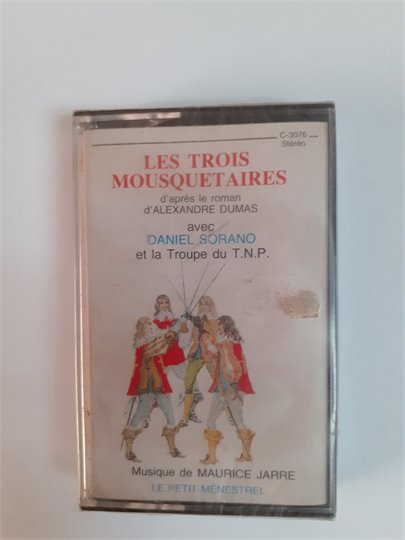 C-3076
Stéréo
LES TROIS
MOUSQUETAIRES
d'après le roman
d'ALEXANDRE DUMAS
avec
DANIEL SORANO
et la Troupe du T.N.P.
Musique de MAURICE JARRE
LE PETIT MÉNESTREL